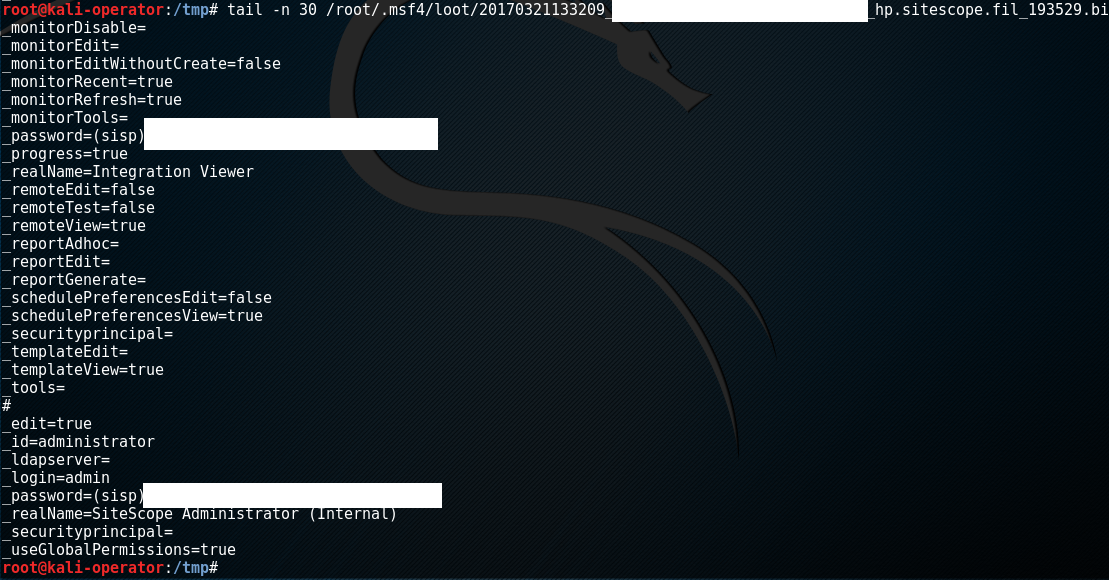 root@kali-operator:/tmp# tail -n 30 /root/.msf4/loot/20170321133209_ _hp.sitescope.fil_193529.bi
_monitorDisable=
_monitorEdit=
_monitorEditWithoutCreate=false
_monitorRecent=true
_monitorRefresh=true
_monitorTools=
_password=(sisp)
_progress=true
_realName=Integration Viewer
_remoteEdit=false
_remoteTest=false
_remoteView=true
_reportAdhoc=
_reportEdit=
_reportGenerate=
_schedulePreferencesEdit=false
_schedulePreferencesView=true
_securityprincipal=
_templateEdit=
_templateView=true
_tools=
#
_edit=true
_id=administrator
_ldapserver=
_login=admin
_password=(sisp)
_realName=SiteScope Administrator (Internal)
_securityprincipal=
_useGlobalPermissions=true
root@kali-operator:/tmp#